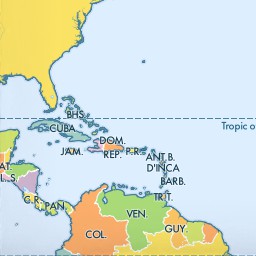 BHS.
Tropic o
CUBA
DOM.
REP.
JAM.
P.R.
ANT.B.
D'INCA
AT.
L.S.
BARB.
C.R.
PAN.
TRIT.
VEN.
COL.
GUY.